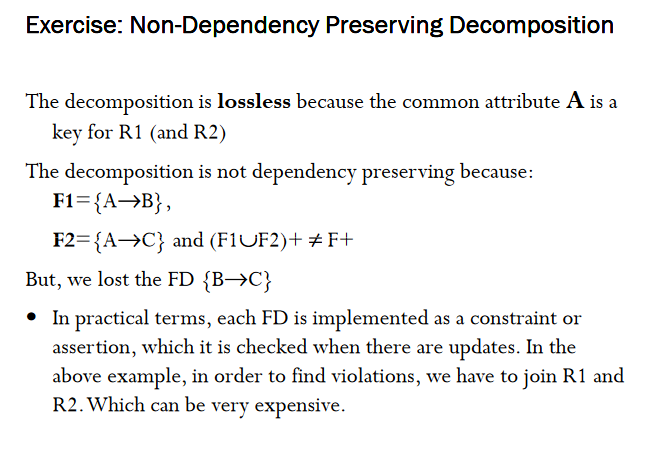 Exercise: Non-Dependency Preserving Decomposition
The decomposition is lossless because the common attribute A is a
key for R1 (and R2)
The decomposition is not dependency preserving because:
F1={A→B},
F2={A→C} and (F1∪F2)+ ≠ F+
But, we lost the FD {B→C}
• In practical terms, each FD is implemented as a constraint or
assertion, which it is checked when there are updates. In the
above example, in order to find violations, we have to join R1 and
R2. Which can be very expensive.